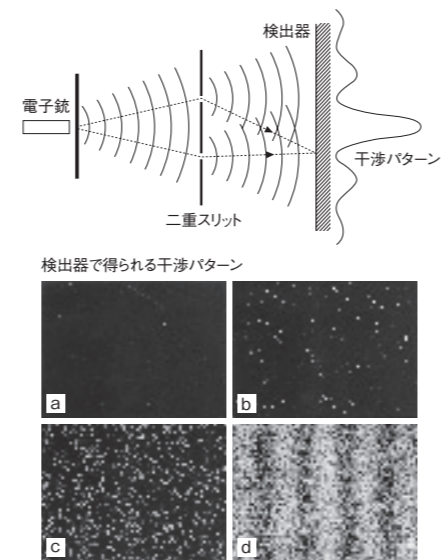 検出器
電子銃
干渉パターン
二重スリット
検出器で得られる干渉パターン
a
b
c
d